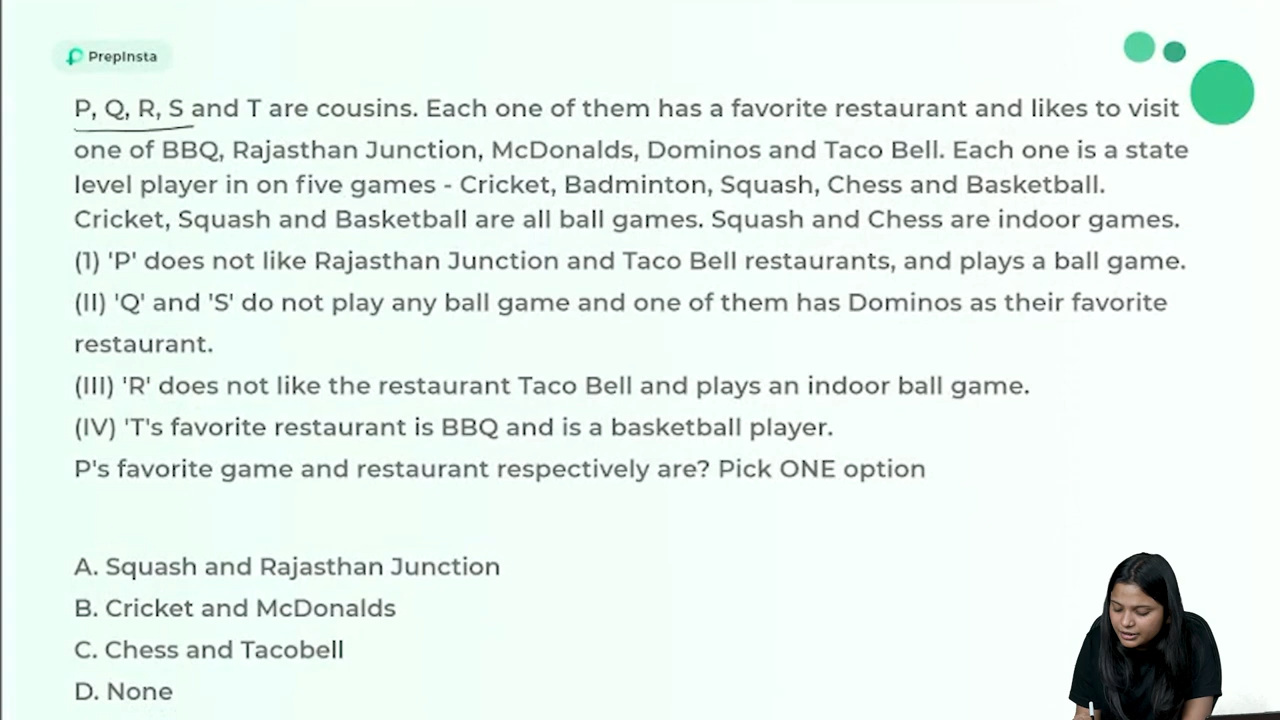 PrepInsta
P, Q, R, S and T are cousins. Each one of them has a favorite restaurant and likes to visit
one of BBQ, Rajasthan Junction, McDonalds, Dominos and Taco Bell. Each one is a state
level player in on five games - Cricket, Badminton, Squash, Chess and Basketball.
Cricket, Squash and Basketball are all ball games. Squash and Chess are indoor games.
(1) 'P' does not like Rajasthan Junction and Taco Bell restaurants, and plays a ball game.
(II) 'Q' and 'S' do not play any ball game and one of them has Dominos as their favorite
restaurant.
(III) 'R' does not like the restaurant Taco Bell and plays an indoor ball game.
(IV) 'T's favorite restaurant is BBQ and is a basketball player.
P's favorite game and restaurant respectively are? Pick ONE option
A. Squash and Rajasthan Junction
B. Cricket and McDonalds
C. Chess and Tacobell
D. None